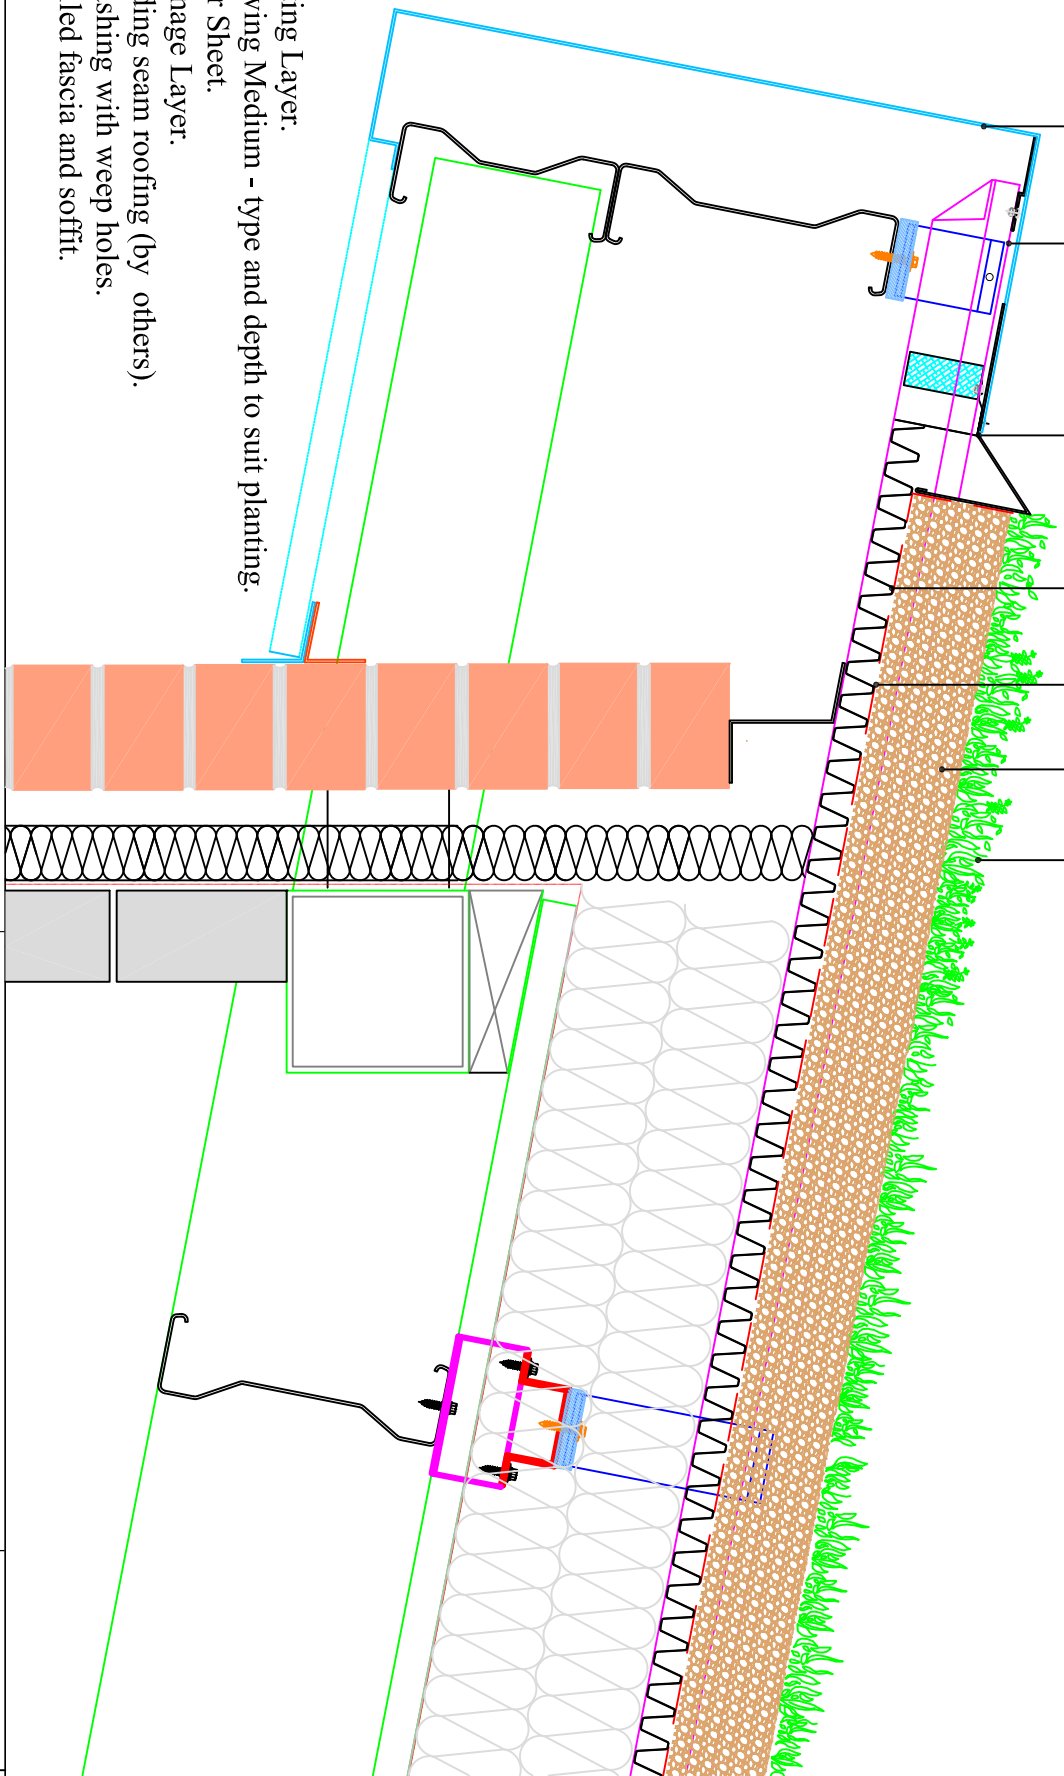 ing Layer.
ving Medium - type and depth to suit planting.
r Sheet.
nage Layer.
ding seam roofing (by others).
shing with weep holes.
led fascia and soffit.